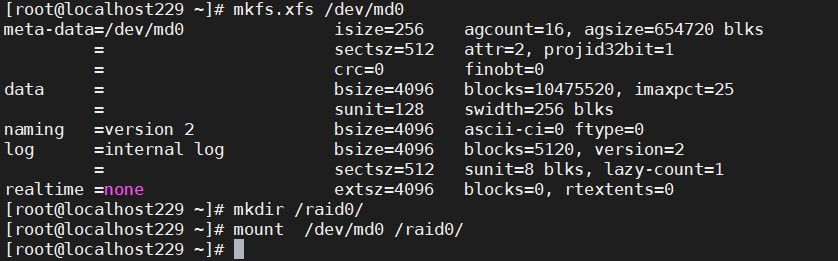 [root@localhost229 ~]# mkfs.xfs /dev/md0
meta-data=/dev/md0               isize=256    agcount=16, agsize=654720 blks
         =                       sectsz=512   attr=2, projid32bit=1
         =                       crc=0        finobt=0
data     =                       bsize=4096   blocks=10475520, imaxpct=25
         =                       sunit=128    swidth=256 blks
naming   =version 2              bsize=4096   ascii-ci=0 ftype=0
log      =internal log           bsize=4096   blocks=5120, version=2
         =                       sectsz=512   sunit=8 blks, lazy-count=1
realtime =none                   extsz=4096   blocks=0, rtextents=0
[root@localhost229 ~]# mkdir /raid0/
[root@localhost229 ~]# mount  /dev/md0 /raid0/
[root@localhost229 ~]#